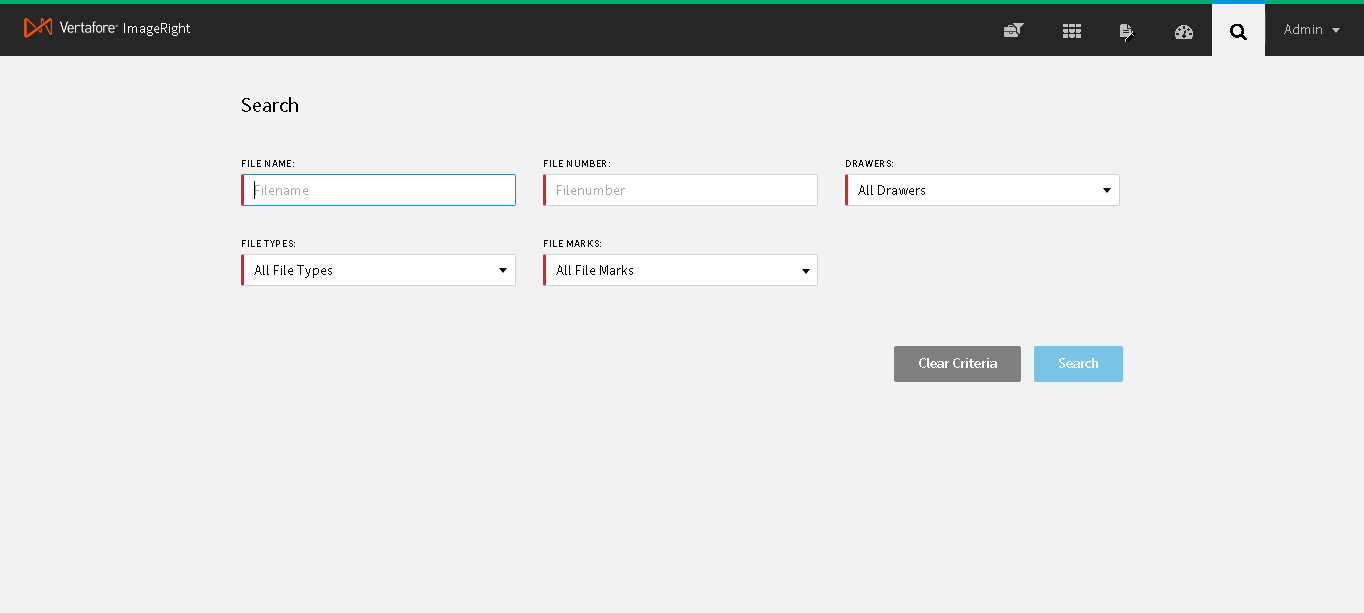 Vertafore® ImageRight
Admin
Search
FILE NAME:
FILE NUMBER:
DRAWERS:
Filename
Filenumber
All Drawers
FILE TYPES:
FILE MARKS:
All File Types
All File Marks
Clear Criteria
Search